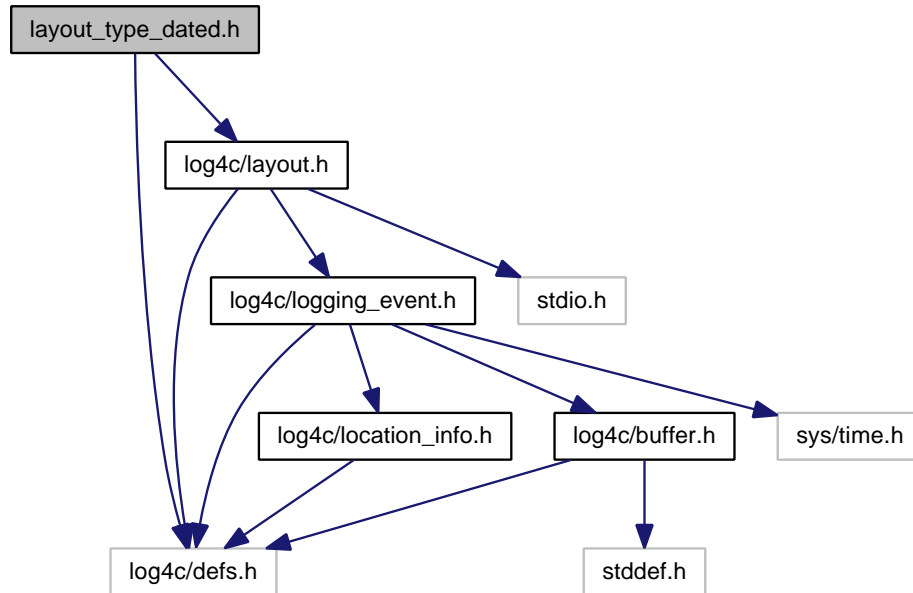 layout_type_dated.h
log4c/layout.h
log4c/logging_event.h
stdio.h
log4c/location_info.h
log4c/buffer.h
sys/time.h
log4c/defs.h
stddef.h